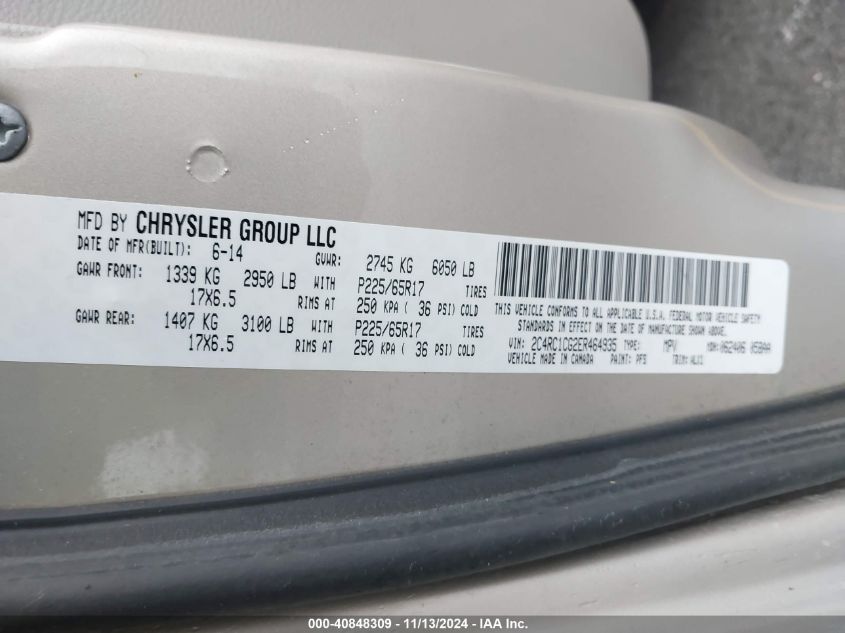 MFD BY CHRYSLER GROUP LLC
DATE OF MFR(BUILT): 6-14 GVWR: 2745 KG 6050 LB
GAWR FRONT: 1339 KG 2950 LB WITH P225/65R17 TIRES
17X6.5 RIMS AT 250 KPA ( 36 PSI) COLD
GAWR REAR: 1407 KG 3100 LB WITH P225/65R17 TIRES
17X6.5 RIMS AT 250 KPA ( 36 PSI) COLD
THIS VEHICLE CONFORMS TO ALL APPLICABLE U.S.A. FEDERAL MOTOR VEHICLE SAFETY
STANDARDS IN EFFECT ON THE DATE OF MANUFACTURE SHOWN ABOVE.
VIN: 2C4RC1CG2ER464935 TYPE: MPV MDH: 062406 058AA
VEHICLE MADE IN CANADA PAINT: PFS TRIM:
000-40848309 - 11/13/2024 - IAA Inc.